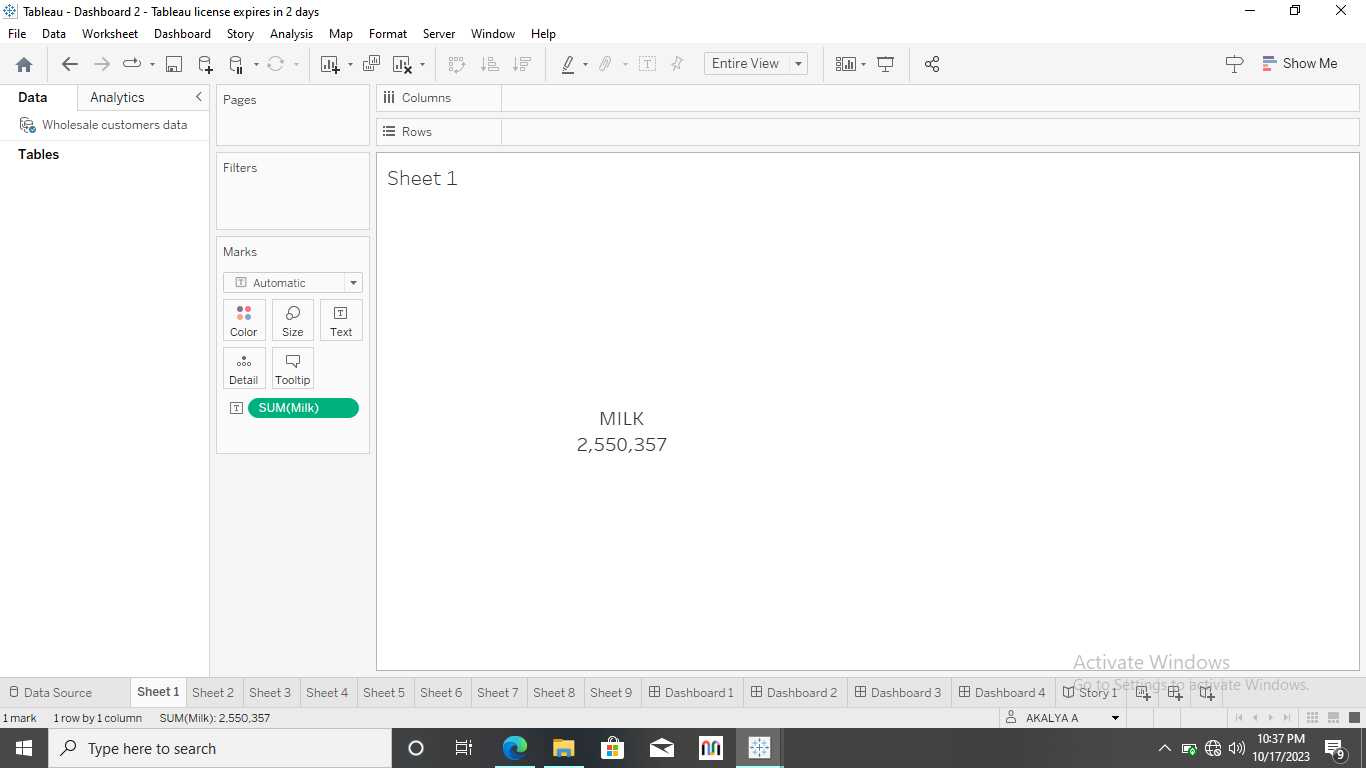 Tableau - Dashboard 2 - Tableau license expires in 2 days
File Data Worksheet Dashboard Story Analysis Map Format Server Window Help
Entire View
Show Me
Data Analytics
Wholesale customers data
Tables
Pages
Filters
Marks
Automatic
Color Size Text
Detail Tooltip
SUM(Milk)
Columns
Rows
Sheet 1
MILK
2,550,357
Activate Windows
Go to Settings to activate Windows.
Data Source Sheet 1 Sheet 2 Sheet 3 Sheet 4 Sheet 5 Sheet 6 Sheet 7 Sheet 8 Sheet 9 Dashboard 1 Dashboard 2 Dashboard 3 Dashboard 4 Story 1
1 mark 1 row by 1 column SUM(Milk): 2,550,357 AKALYA A
Type here to search
10:37 PM
10/17/2023
9